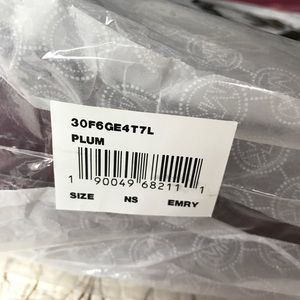 30F6GE4T7L
PLUM
1 90049 68211 1
SIZE NS EMRY